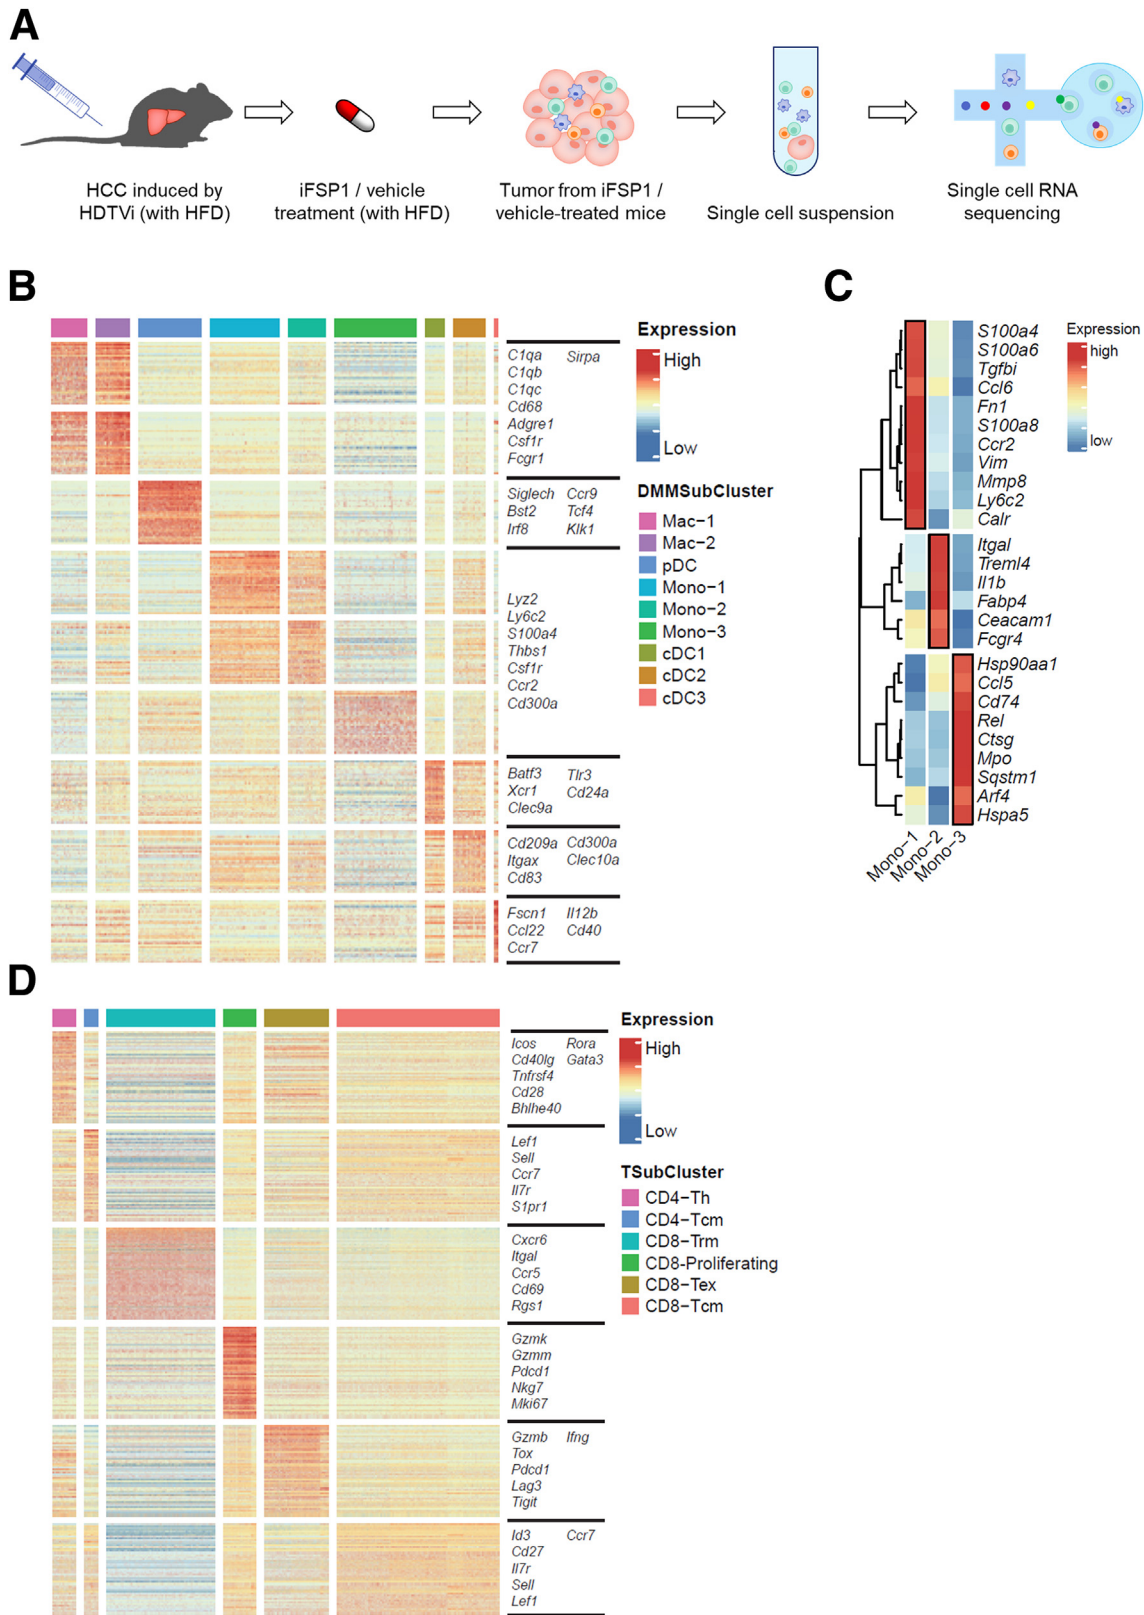 A
HCC induced by
HDTVi (with HFD)
iFSP1 / vehicle
treatment (with HFD)
Tumor from iFSP1 /
vehicle-treated mice
Single cell suspension
Single cell RNA
sequencing
B
C1qa Sirpa
C1qb
C1qc
Cd68
Adgre1
Csf1r
Fcgr1
Siglech Ccr9
Bst2 Tcf4
Irf8 Klk1
Lyz2
Ly6c2
S100a4
Thbs1
Csf1r
Ccr2
Cd300a
Batf3 Tlr3
Xcr1 Cd24a
Clec9a
Cd209a Cd300a
Itgax Clec10a
Cd83
Fscn1 Il12b
Ccl22 Cd40
Ccr7
Expression
High
Low
DMMSubCluster
Mac−1
Mac−2
pDC
Mono−1
Mono−2
Mono−3
cDC1
cDC2
cDC3
C
S100a4
S100a6
Tgfbi
Ccl6
Fn1
S100a8
Ccr2
Vim
Mmp8
Ly6c2
Calr
Itgal
Treml4
Il1b
Fabp4
Ceacam1
Fcgr4
Hsp90aa1
Ccl5
Cd74
Rel
Ctsg
Mpo
Sqstm1
Arf4
Hspa5
Mono−1
Mono−2
Mono−3
Expression
high
low
D
Icos Rora
Cd40lg Gata3
Tnfrsf4
Cd28
Bhlhe40
Lef1
Sell
Ccr7
Il7r
S1pr1
Cxcr6
Itgal
Ccr5
Cd69
Rgs1
Gzmk
Gzmm
Pdcd1
Nkg7
Mki67
Gzmb Ifng
Tox
Pdcd1
Lag3
Tigit
Id3 Ccr7
Cd27
Il7r
Sell
Lef1
Expression
High
Low
TSubCluster
CD4−Th
CD4−Tcm
CD8−Trm
CD8-Proliferating
CD8−Tex
CD8−Tcm